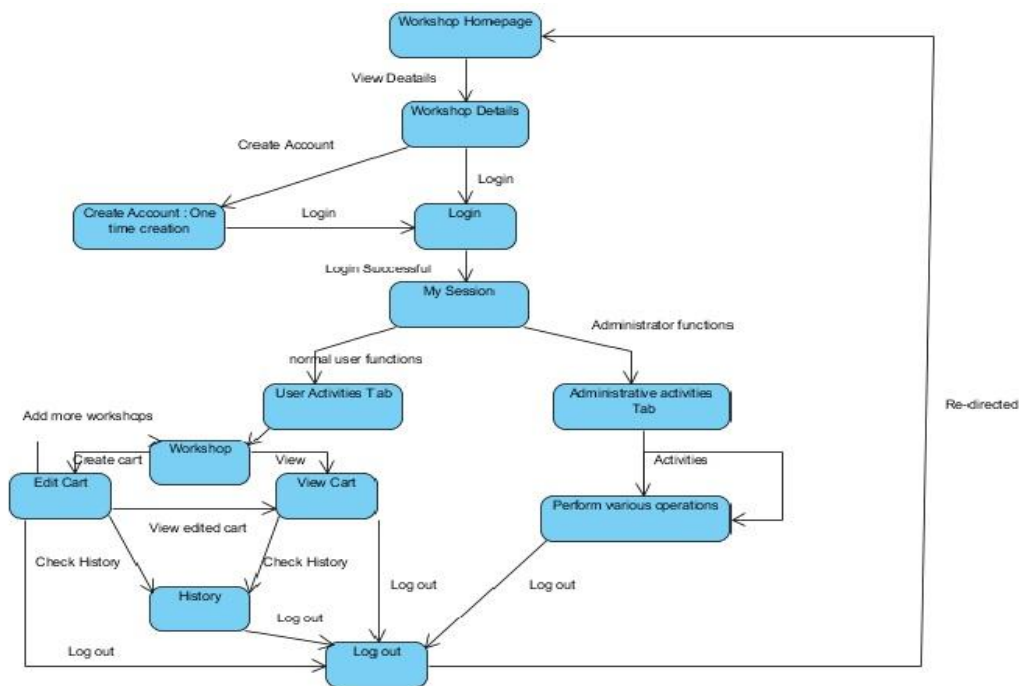 Workshop Homepage
View Deatails
Workshop Details
Create Account
Login
Create Account : One
time creation
Login
Login
Login Successful
My Session
Administrator functions
normal user functions
User Activities Tab
Administrative activities
Tab
Re-directed
Add more workshops
Workshop
Create cart
View
Activities
Edit Cart
View Cart
Perform various operations
View edited cart
Check History
Check History
Log out
Log out
History
Log out
Log out
Log out